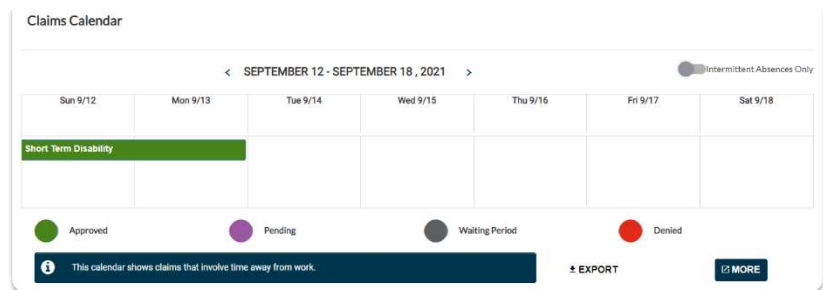 Claims Calendar
< SEPTEMBER 12 - SEPTEMBER 18 , 2021 >
Intermittent Absences Only
Sun 9/12 Mon 9/13 Tue 9/14 Wed 9/15 Thu 9/16 Fri 9/17 Sat 9/18
Short Term Disability
Approved Pending Waiting Period Denied
This calendar shows claims that involve time away from work.
EXPORT
MORE